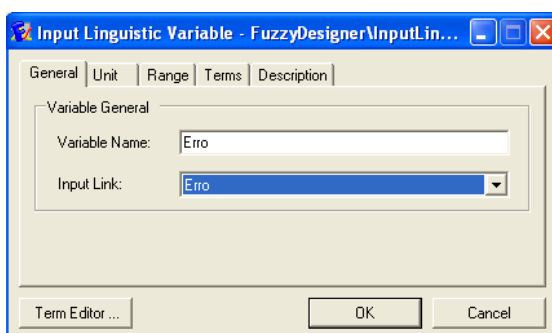 Input Linguistic Variable - FuzzyDesigner\InputLin...
General Unit Range Terms Description
Variable General
Variable Name: Erro
Input Link: Erro
Term Editor ... OK Cancel